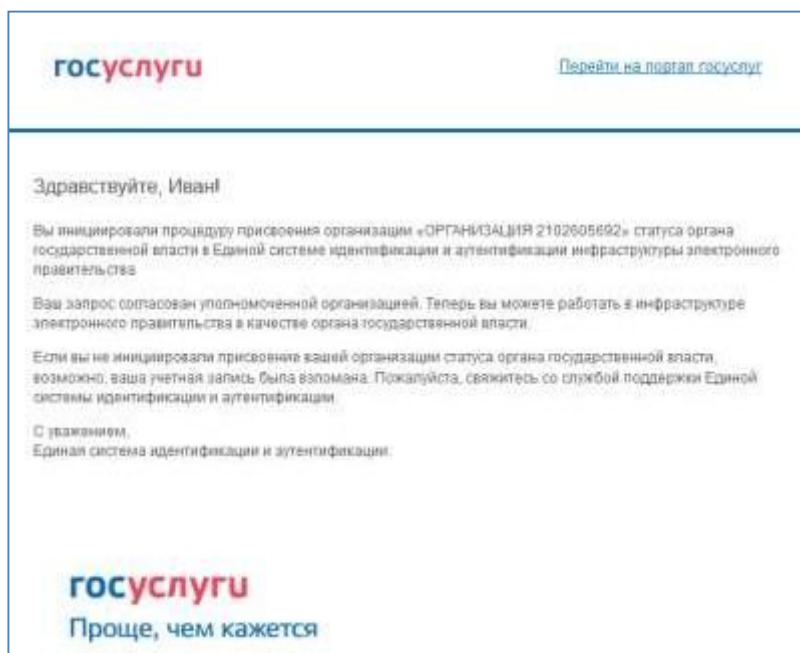 госуслуги
Перейти на портал госуслуг
Здравствуйте, Иван!
Вы инициировали процедуру присвоения организации «ОРГАНИЗАЦИЯ 2102605692» статуса органа
государственной власти в Единой системе идентификации и аутентификации инфраструктуры электронного
правительства.
Ваш запрос согласован уполномоченной организацией. Теперь вы можете работать в инфраструктуре
электронного правительства в качестве органа государственной власти.
Если вы не инициировали присвоение вашей организации статуса органа государственной власти,
возможно, ваша учетная запись была взломана. Пожалуйста, свяжитесь со службой поддержки Единой
системы идентификации и аутентификации.
С уважением,
Единая система идентификации и аутентификации.
госуслуги
Проще, чем кажется